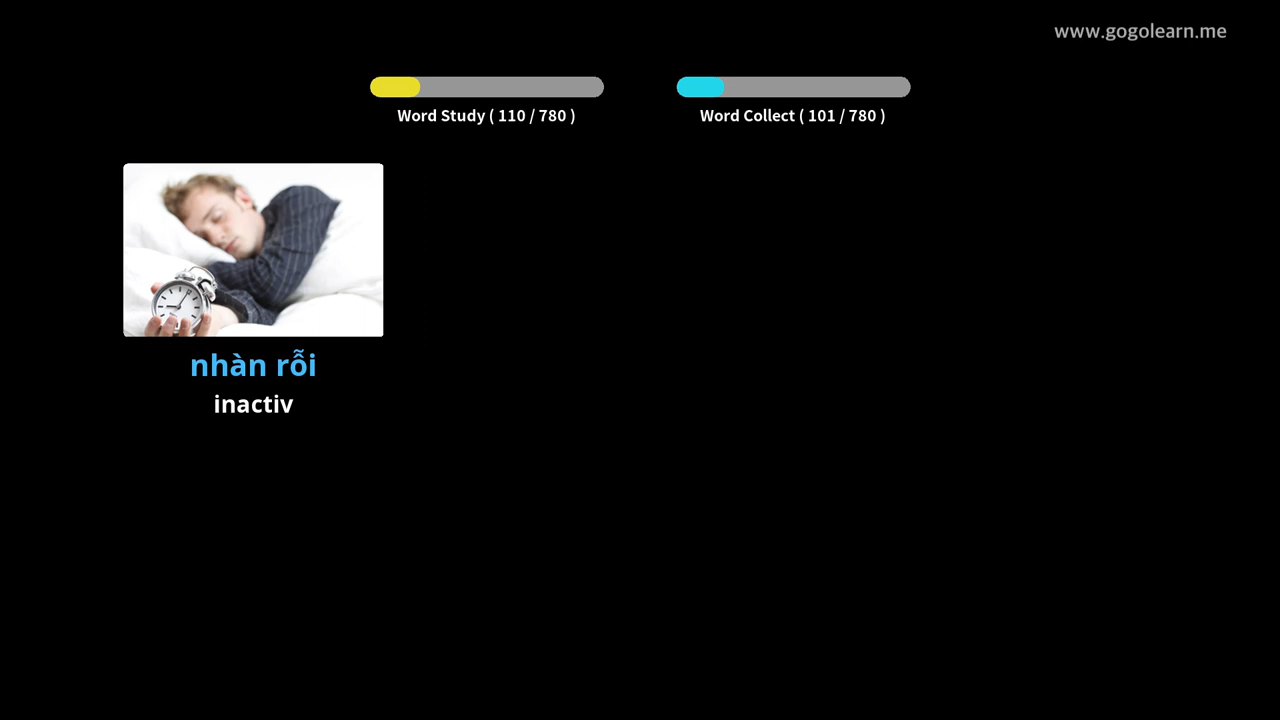 www.gogolearn.me
Word Study ( 110 / 780 )
Word Collect ( 101 / 780 )
nhàn rỗi
inactiv